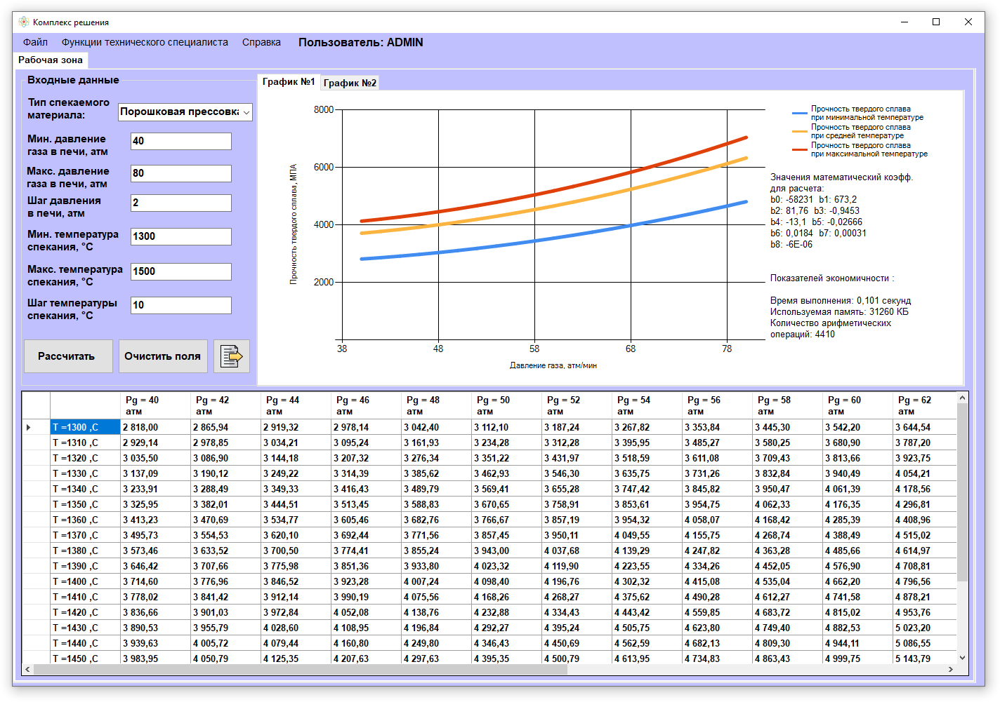 Комплекс решения
Файл Функции технического специалиста Справка Пользователь: ADMIN
Рабочая зона
Входные данные
Тип спекаемого
материала:
Порошковая прессовка
Мин. давление
газа в печи, атм
40
Макс. давление
газа в печи, атм
80
Шаг давления
в печи, атм
2
Мин. температура
спекания, °C
1300
Макс. температура
спекания, °C
1500
Шаг температуры
спекания, °C
10
Рассчитать
Очистить поля
График №1 График №2
8000
6000
4000
2000
38 48 58 68 78
Прочность твердого сплава, МПА
Давление газа, атм/мин
Прочность твердого сплава
при минимальной температуре
Прочность твердого сплава
при средней температуре
Прочность твердого сплава
при максимальной температуре
Значения математический коэфф.
для расчета:
b0: -58231 b1: 673,2
b2: 81,76 b3: -0,9453
b4: -13,1 b5: -0,02666
b6: 0,0184 b7: 0,00031
b8: -6E-06
Показателей экономичности :
Время выполнения: 0,101 секунд
Используемая память: 31260 КБ
Количество арифметических
операций: 4410
Pg = 40 Pg = 42 Pg = 44 Pg = 46 Pg = 48 Pg = 50 Pg = 52 Pg = 54 Pg = 56 Pg = 58 Pg = 60 Pg = 62
атм атм атм атм атм атм атм атм атм атм атм атм
T =1300 ,C 2 818,00 2 865,94 2 919,32 2 978,14 3 042,40 3 112,10 3 187,24 3 267,82 3 353,84 3 445,30 3 542,20 3 644,54
T =1310 ,C 2 929,14 2 978,85 3 034,21 3 095,24 3 161,93 3 234,28 3 312,28 3 395,95 3 485,27 3 580,25 3 680,90 3 787,20
T =1320 ,C 3 035,50 3 086,90 3 144,18 3 207,32 3 276,34 3 351,22 3 431,97 3 518,59 3 611,08 3 709,43 3 813,66 3 923,75
T =1330 ,C 3 137,09 3 190,12 3 249,22 3 314,39 3 385,62 3 462,93 3 546,30 3 635,75 3 731,26 3 832,84 3 940,49 4 054,21
T =1340 ,C 3 233,91 3 288,49 3 349,33 3 416,43 3 489,79 3 569,41 3 655,28 3 747,42 3 845,82 3 950,47 4 061,39 4 178,56
T =1350 ,C 3 325,95 3 382,01 3 444,51 3 513,45 3 588,83 3 670,65 3 758,91 3 853,61 3 954,75 4 062,33 4 176,35 4 296,81
T =1360 ,C 3 413,23 3 470,69 3 534,77 3 605,46 3 682,76 3 766,67 3 857,19 3 954,32 4 058,07 4 168,42 4 285,39 4 408,96
T =1370 ,C 3 495,73 3 554,53 3 620,10 3 692,44 3 771,56 3 857,45 3 950,11 4 049,55 4 155,75 4 268,74 4 388,49 4 515,02
T =1380 ,C 3 573,46 3 633,52 3 700,50 3 774,41 3 855,24 3 943,00 4 037,68 4 139,29 4 247,82 4 363,28 4 485,66 4 614,97
T =1390 ,C 3 646,42 3 707,66 3 775,98 3 851,36 3 933,80 4 023,32 4 119,90 4 223,55 4 334,26 4 452,05 4 576,90 4 708,81
T =1400 ,C 3 714,60 3 776,96 3 846,52 3 923,28 4 007,24 4 098,40 4 196,76 4 302,32 4 415,08 4 535,04 4 662,20 4 796,56
T =1410 ,C 3 778,02 3 841,42 3 912,14 3 990,19 4 075,56 4 168,26 4 268,27 4 375,62 4 490,28 4 612,27 4 741,58 4 878,21
T =1420 ,C 3 836,66 3 901,03 3 972,84 4 052,08 4 138,76 4 232,88 4 334,43 4 443,42 4 559,85 4 683,72 4 815,02 4 953,76
T =1430 ,C 3 890,53 3 955,79 4 028,60 4 108,95 4 196,84 4 292,27 4 395,24 4 505,75 4 623,80 4 749,40 4 882,53 5 023,20
T =1440 ,C 3 939,63 4 005,72 4 079,44 4 160,80 4 249,80 4 346,43 4 450,69 4 562,59 4 682,13 4 809,30 4 944,11 5 086,55
T =1450 ,C 3 983,95 4 050,79 4 125,35 4 207,63 4 297,63 4 395,35 4 500,79 4 613,95 4 734,83 4 863,43 4 999,75 5 143,79